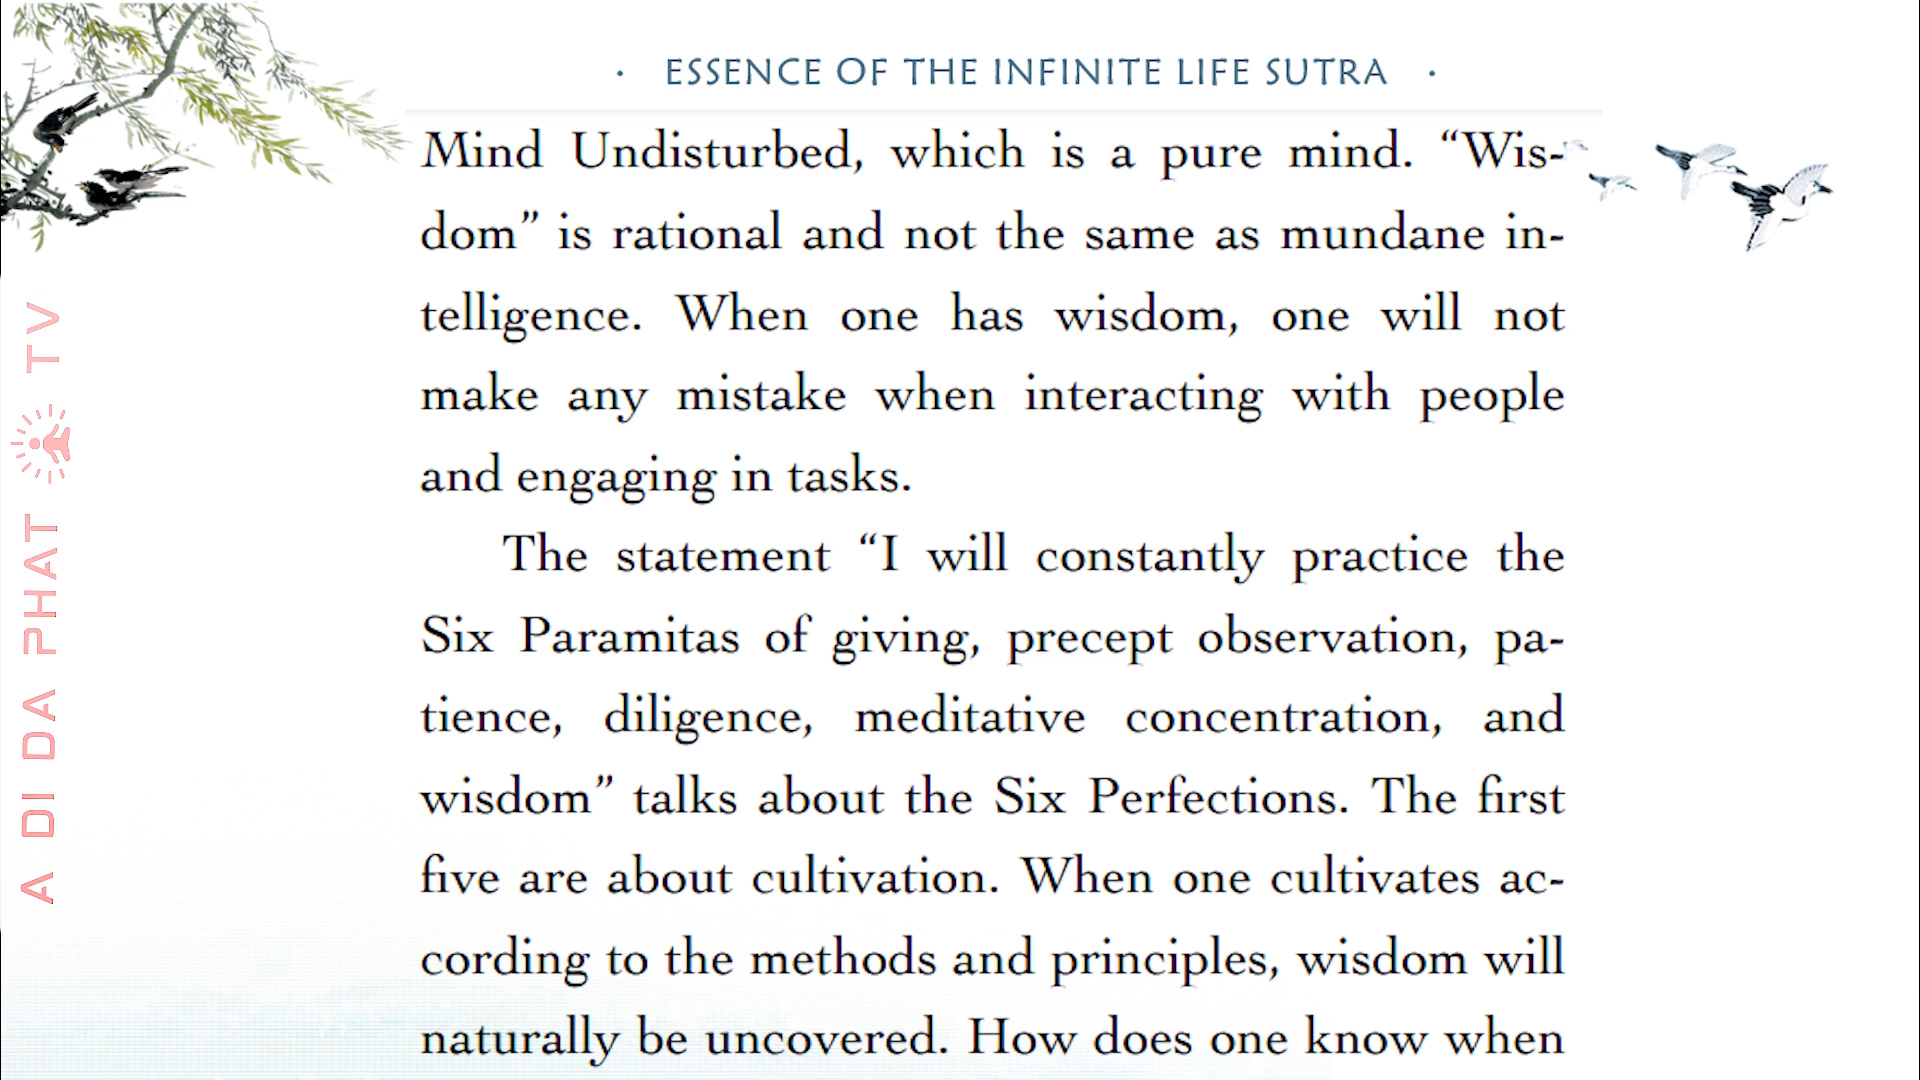 · ESSENCE OF THE INFINITE LIFE SUTRA ·
Mind Undisturbed, which is a pure mind. “Wis-
dom” is rational and not the same as mundane in-
telligence. When one has wisdom, one will not
make any mistake when interacting with people
and engaging in tasks.
The statement “I will constantly practice the
Six Paramitas of giving, precept observation, pa-
tience, diligence, meditative concentration, and
wisdom” talks about the Six Perfections. The first
five are about cultivation. When one cultivates ac-
cording to the methods and principles, wisdom will
naturally be uncovered. How does one know when
A DI DA PHAT TV